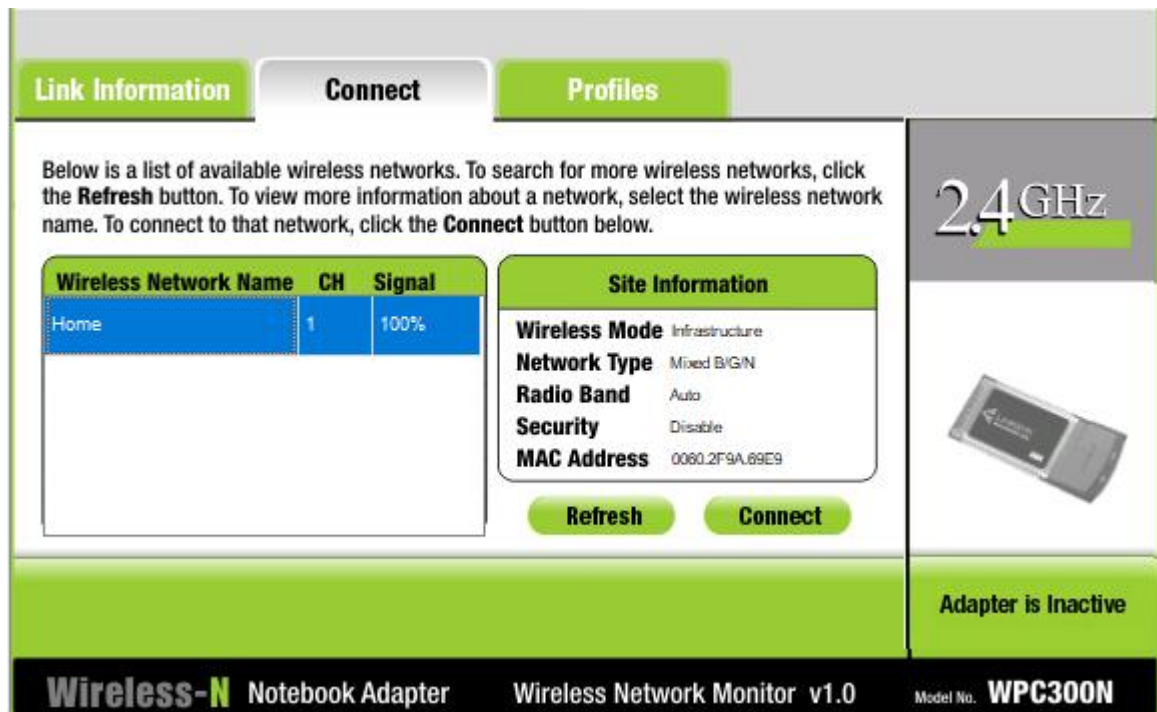 Link Information Connect Profiles
Below is a list of available wireless networks. To search for more wireless networks, click
the Refresh button. To view more information about a network, select the wireless network
name. To connect to that network, click the Connect button below.
2.4GHz
Wireless Network Name CH Signal
Home 1 100%
Site Information
Wireless Mode Infrastructure
Network Type Mixed B/G/N
Radio Band Auto
Security Disable
MAC Address 0060.2F9A.69E9
Refresh Connect
Adapter is Inactive
Wireless-N Notebook Adapter Wireless Network Monitor v1.0 Model No. WPC300N